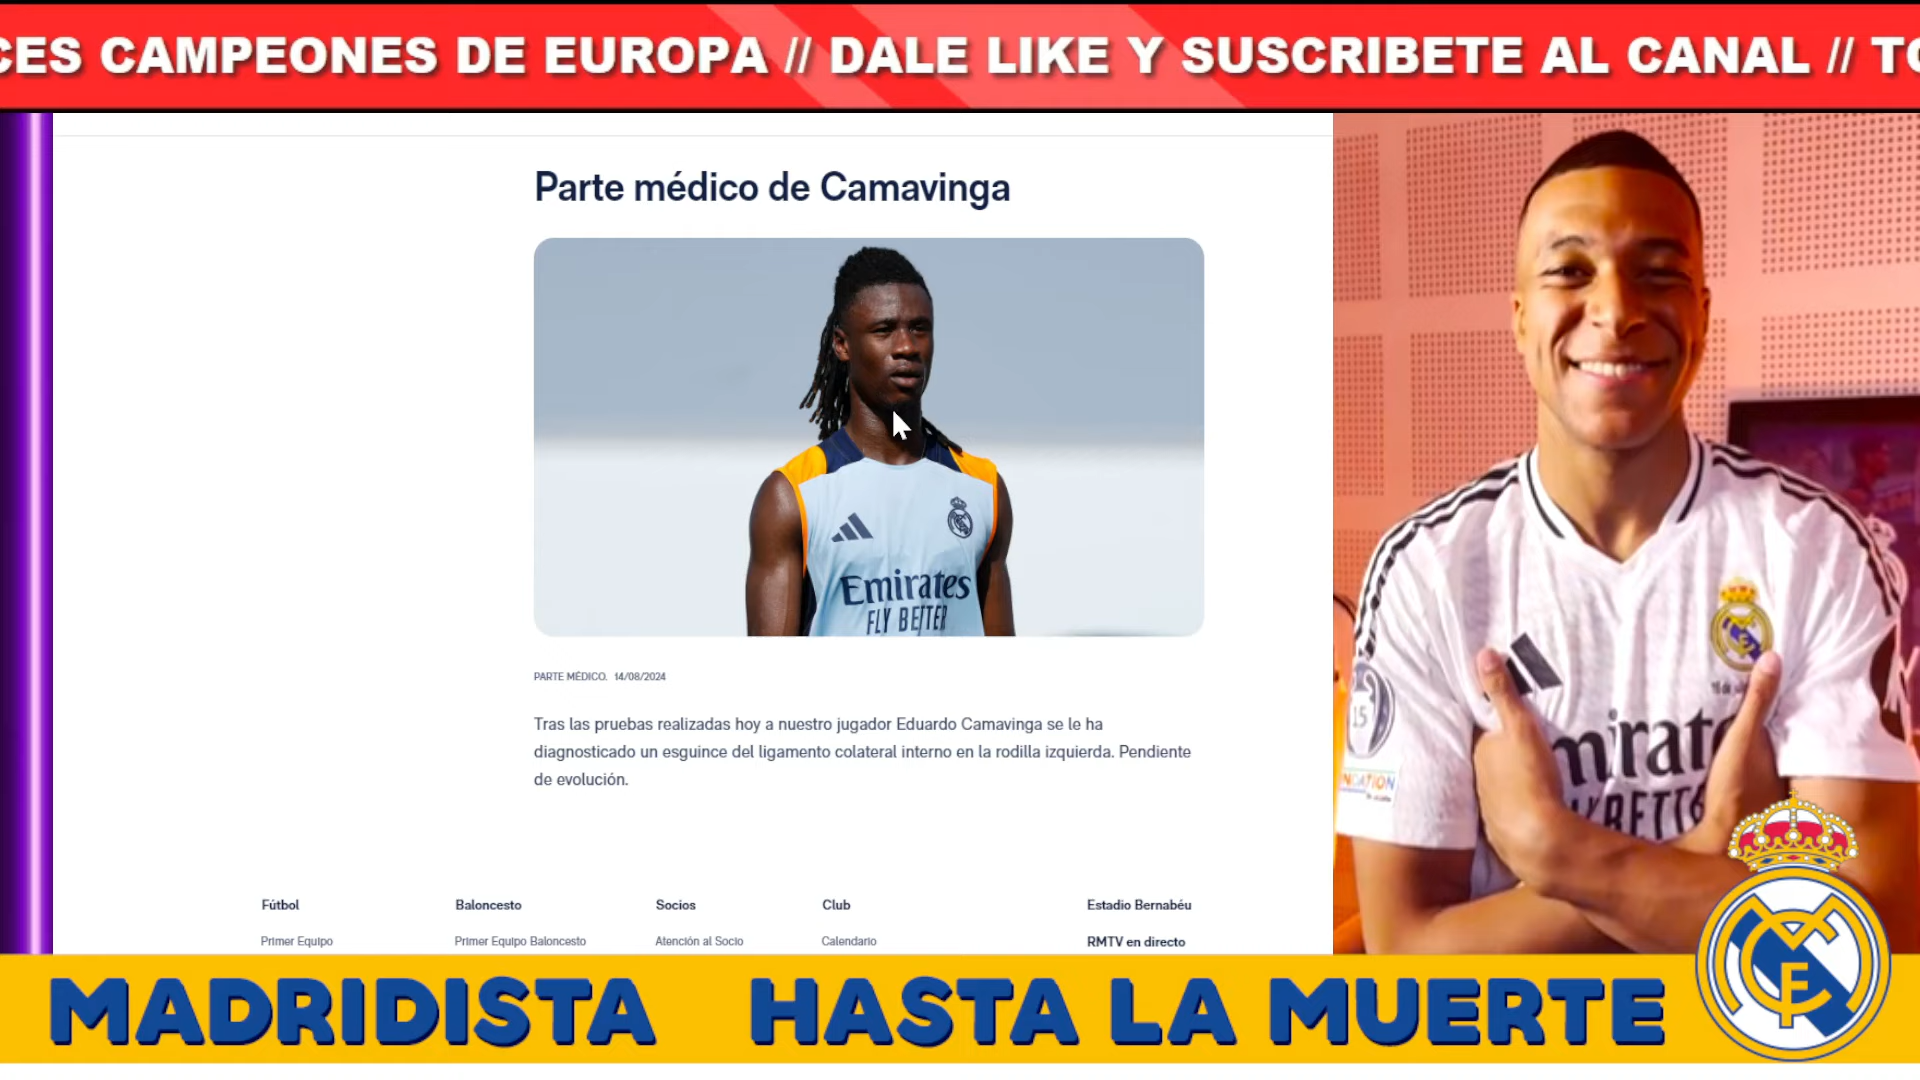 CES CAMPEONES DE EUROPA // DALE LIKE Y SUSCRIBETE AL CANAL // TO
Parte médico de Camavinga
Emirates
FLY BETTER
PARTE MÉDICO. 14/08/2024
Tras las pruebas realizadas hoy a nuestro jugador Eduardo Camavinga se le ha
diagnosticado un esguince del ligamento colateral interno en la rodilla izquierda. Pendiente
de evolución.
15
Fútbol Baloncesto Socios Club Estadio Bernabéu
Primer Equipo Primer Equipo Baloncesto Atención al Socio Calendario RMTV en directo
MADRIDISTA HASTA LA MUERTE